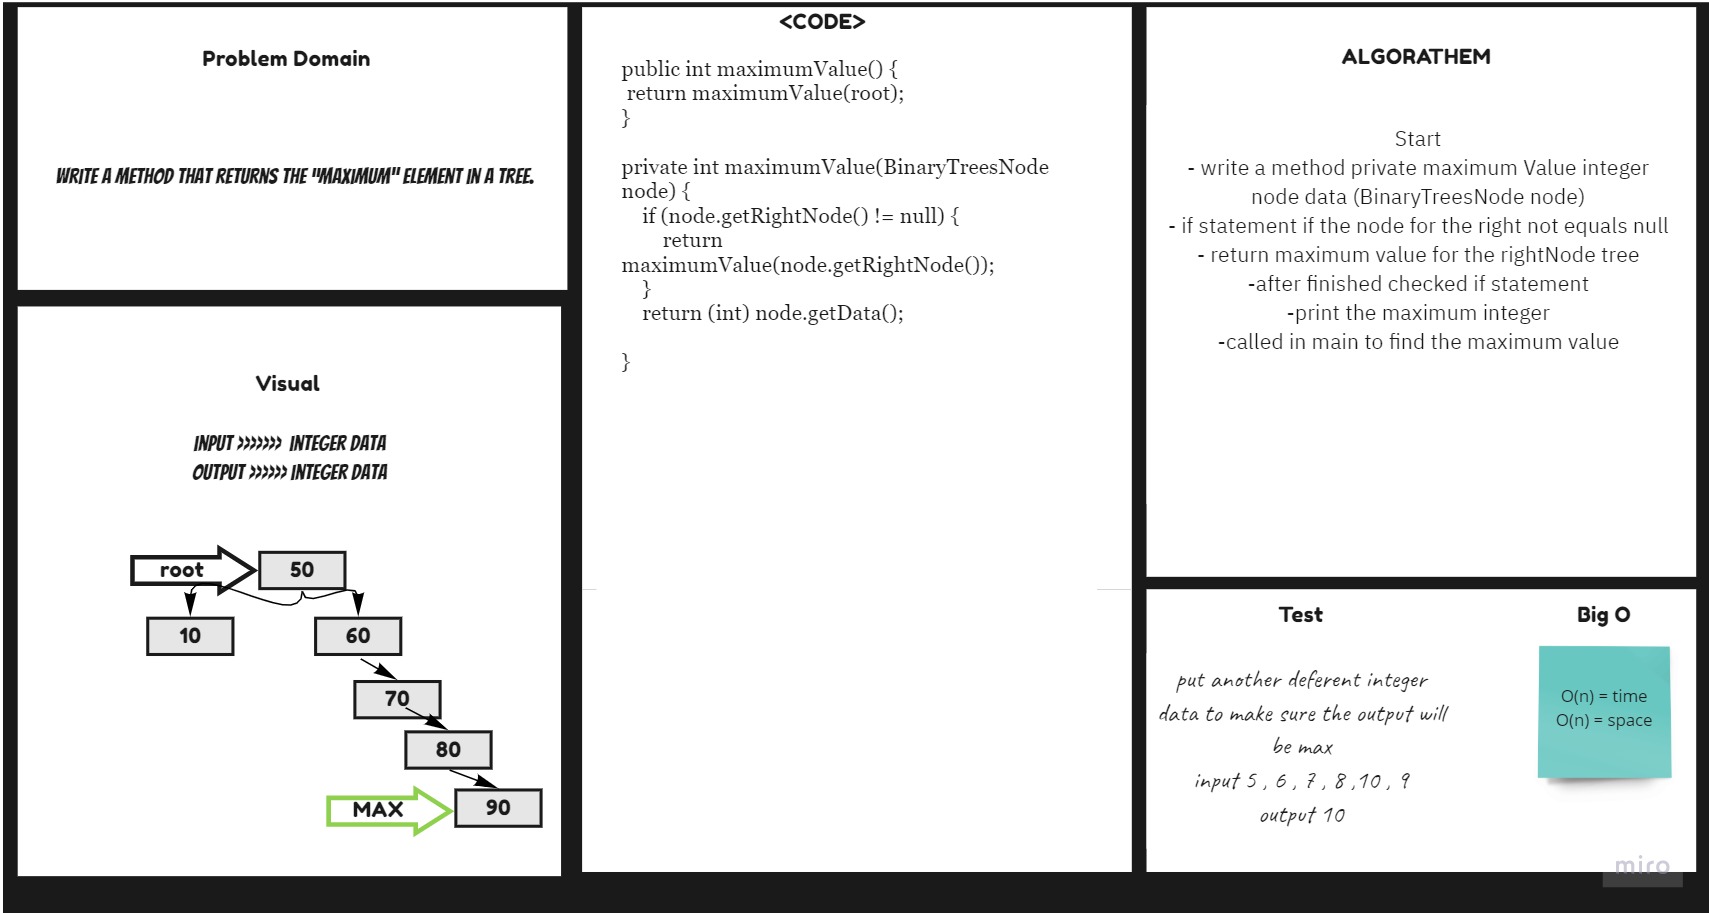 Problem Domain
WRITE A METHOD THAT RETURNS THE "MAXIMUM" ELEMENT IN A TREE.
Visual
INPUT >>>>>>> INTEGER DATA
OUTPUT >>>>>> INTEGER DATA
root
50
10
60
70
80
MAX
90
<CODE>
public int maximumValue() {
return maximumValue(root);
}
private int maximumValue(BinaryTreesNode
node) {
if (node.getRightNode() != null) {
return
maximumValue(node.getRightNode());
}
return (int) node.getData();
}
ALGORATHEM
Start
- write a method private maximum Value integer
node data (BinaryTreesNode node)
- if statement if the node for the right not equals null
- return maximum value for the rightNode tree
-after finished checked if statement
-print the maximum integer
-called in main to find the maximum value
Test
put another deferent integer
data to make sure the output will
be max
input 5 , 6 , 7 , 8 ,10 , 9
output 10
Big O
O(n) = time
O(n) = space
miro